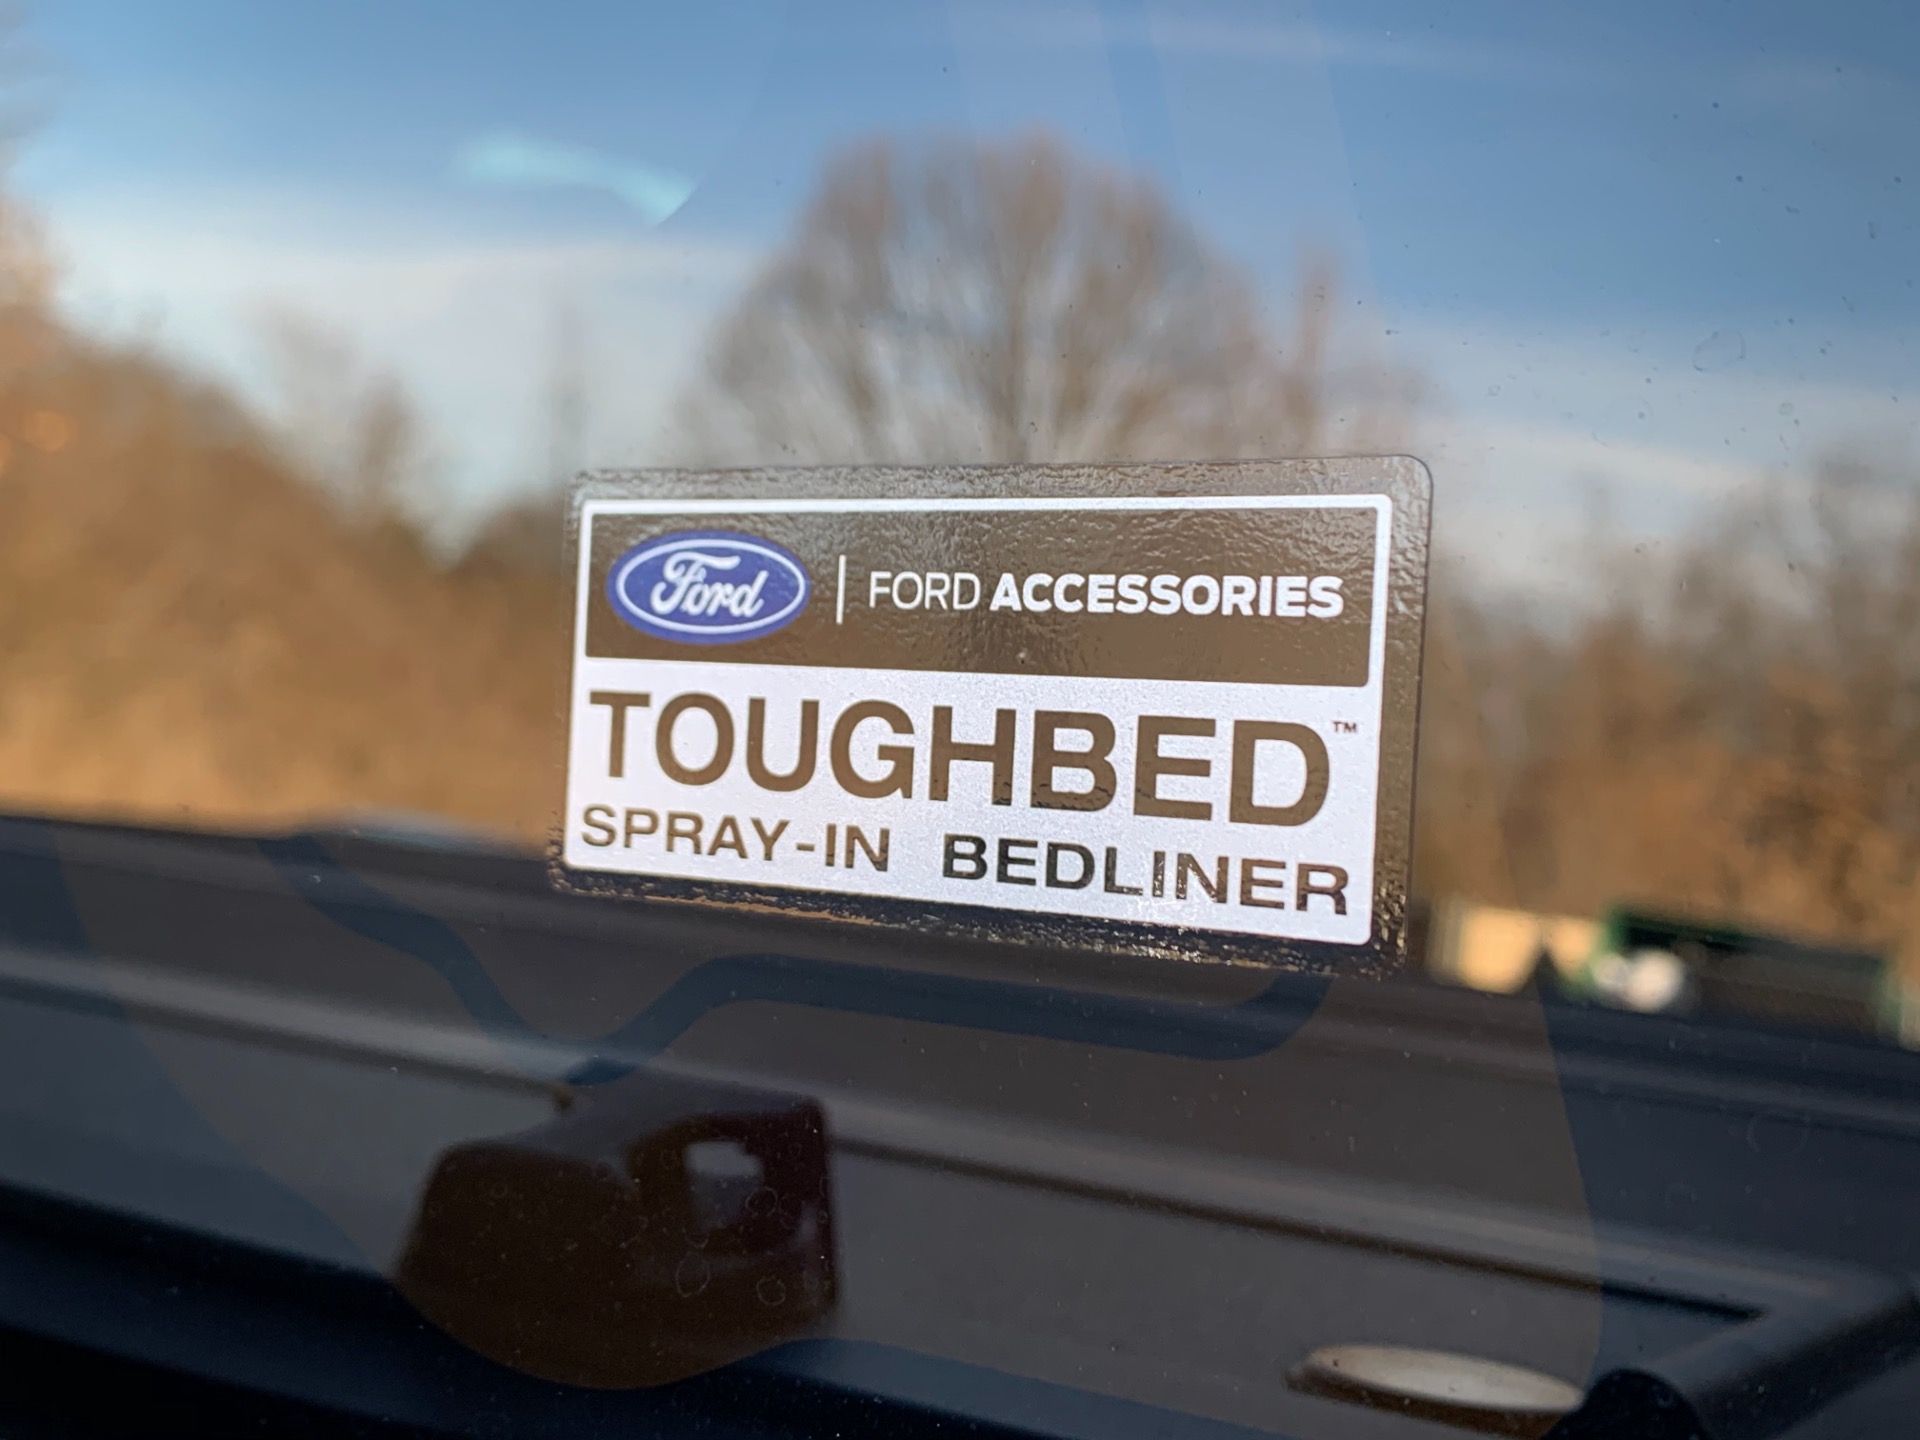 Ford | FORD ACCESSORIES
TOUGHBED™
SPRAY-IN BEDLINER